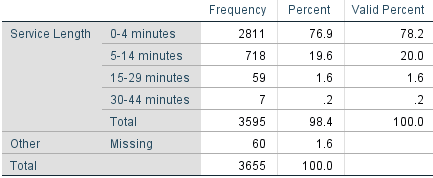 Frequency Percent Valid Percent
Service Length 0-4 minutes 2811 76.9 78.2
5-14 minutes 718 19.6 20.0
15-29 minutes 59 1.6 1.6
30-44 minutes 7 .2 .2
Total 3595 98.4 100.0
Other Missing 60 1.6
Total 3655 100.0